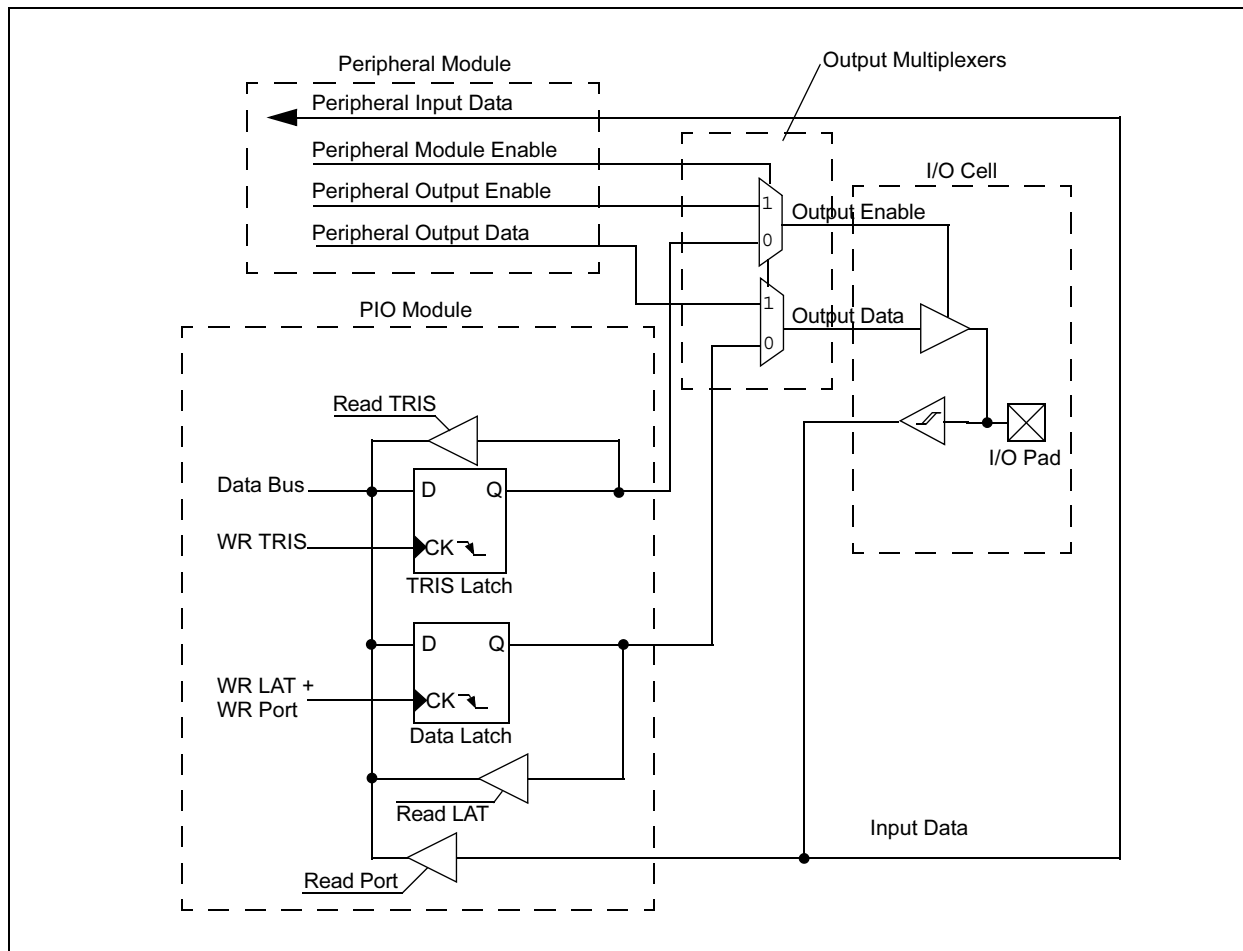 Output Multiplexers
Peripheral Module
Peripheral Input Data
Peripheral Module Enable
Peripheral Output Enable
Peripheral Output Data
1
0
Output Enable
I/O Cell
1
0
Output Data
I/O Pad
PIO Module
Read TRIS
Data Bus
D
Q
WR TRIS
CK
TRIS Latch
D
Q
WR LAT +
WR Port
CK
Data Latch
Read LAT
Input Data
Read Port